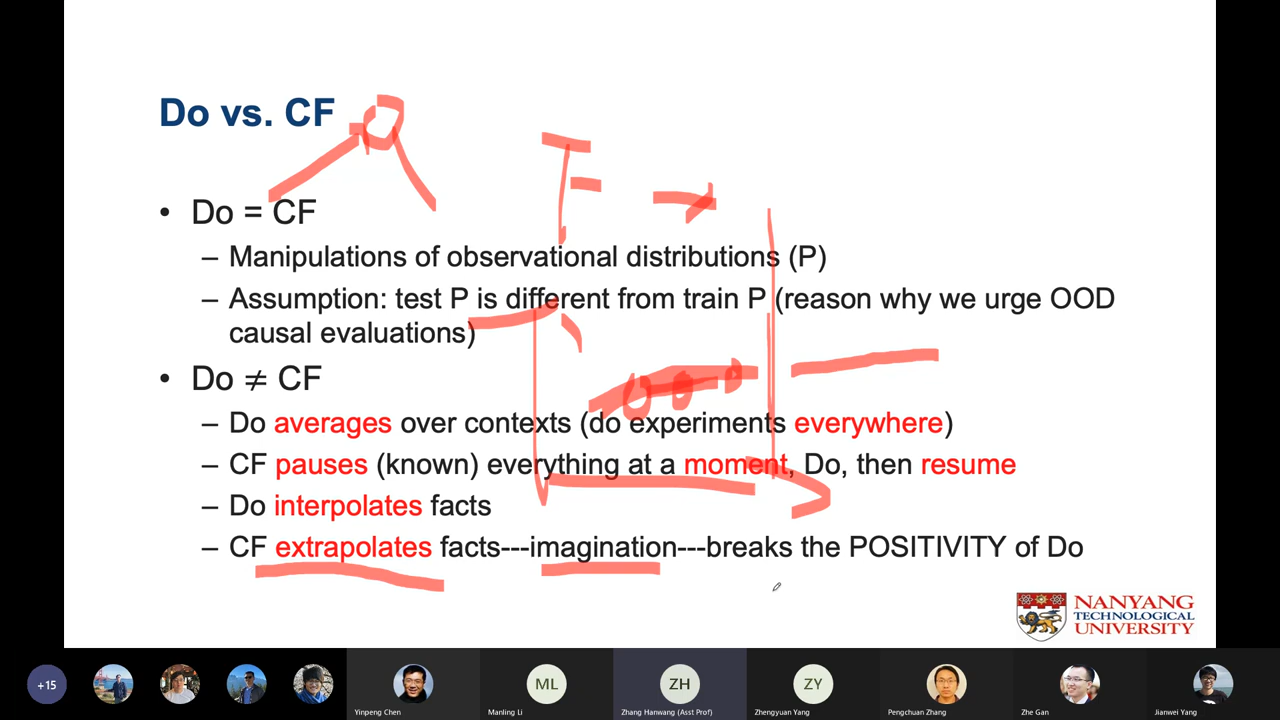 Do vs. CF
• Do = CF
– Manipulations of observational distributions (P)
– Assumption: test P is different from train P (reason why we urge OOD
causal evaluations)
• Do ≠ CF
– Do averages over contexts (do experiments everywhere)
– CF pauses (known) everything at a moment, Do, then resume
– Do interpolates facts
– CF extrapolates facts---imagination---breaks the POSITIVITY of Do
NANYANG
TECHNOLOGICAL
UNIVERSITY
+15
ML
ZH
ZY
Yinpeng Chen
Manling Li
Zhang Hanwang (Asst Prof)
Zhengyuan Yang
Pengchuan Zhang
Zhe Gan
Jianwei Yang